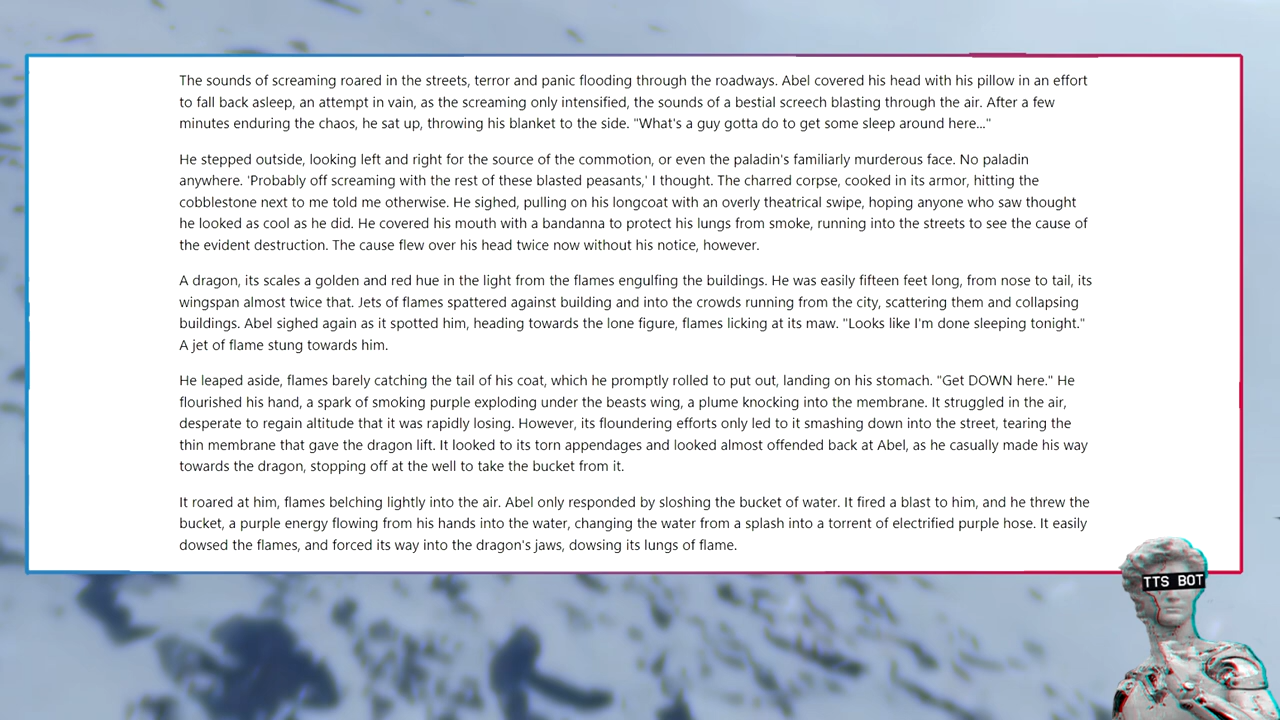 The sounds of screaming roared in the streets, terror and panic flooding through the roadways. Abel covered his head with his pillow in an effort
to fall back asleep, an attempt in vain, as the screaming only intensified, the sounds of a bestial screech blasting through the air. After a few
minutes enduring the chaos, he sat up, throwing his blanket to the side. "What's a guy gotta do to get some sleep around here..."
He stepped outside, looking left and right for the source of the commotion, or even the paladin's familiarly murderous face. No paladin
anywhere. 'Probably off screaming with the rest of these blasted peasants,' I thought. The charred corpse, cooked in its armor, hitting the
cobblestone next to me told me otherwise. He sighed, pulling on his longcoat with an overly theatrical swipe, hoping anyone who saw thought
he looked as cool as he did. He covered his mouth with a bandanna to protect his lungs from smoke, running into the streets to see the cause of
the evident destruction. The cause flew over his head twice now without his notice, however.
A dragon, its scales a golden and red hue in the light from the flames engulfing the buildings. He was easily fifteen feet long, from nose to tail, its
wingspan almost twice that. Jets of flames spattered against building and into the crowds running from the city, scattering them and collapsing
buildings. Abel sighed again as it spotted him, heading towards the lone figure, flames licking at its maw. "Looks like I'm done sleeping tonight."
A jet of flame stung towards him.
He leaped aside, flames barely catching the tail of his coat, which he promptly rolled to put out, landing on his stomach. "Get DOWN here." He
flourished his hand, a spark of smoking purple exploding under the beasts wing, a plume knocking into the membrane. It struggled in the air,
desperate to regain altitude that it was rapidly losing. However, its floundering efforts only led to it smashing down into the street, tearing the
thin membrane that gave the dragon lift. It looked to its torn appendages and looked almost offended back at Abel, as he casually made his way
towards the dragon, stopping off at the well to take the bucket from it.
It roared at him, flames belching lightly into the air. Abel only responded by sloshing the bucket of water. It fired a blast to him, and he threw the
bucket, a purple energy flowing from his hands into the water, changing the water from a splash into a torrent of electrified purple hose. It easily
dowsed the flames, and forced its way into the dragon's jaws, dowsing its lungs of flame.
TTS BOT